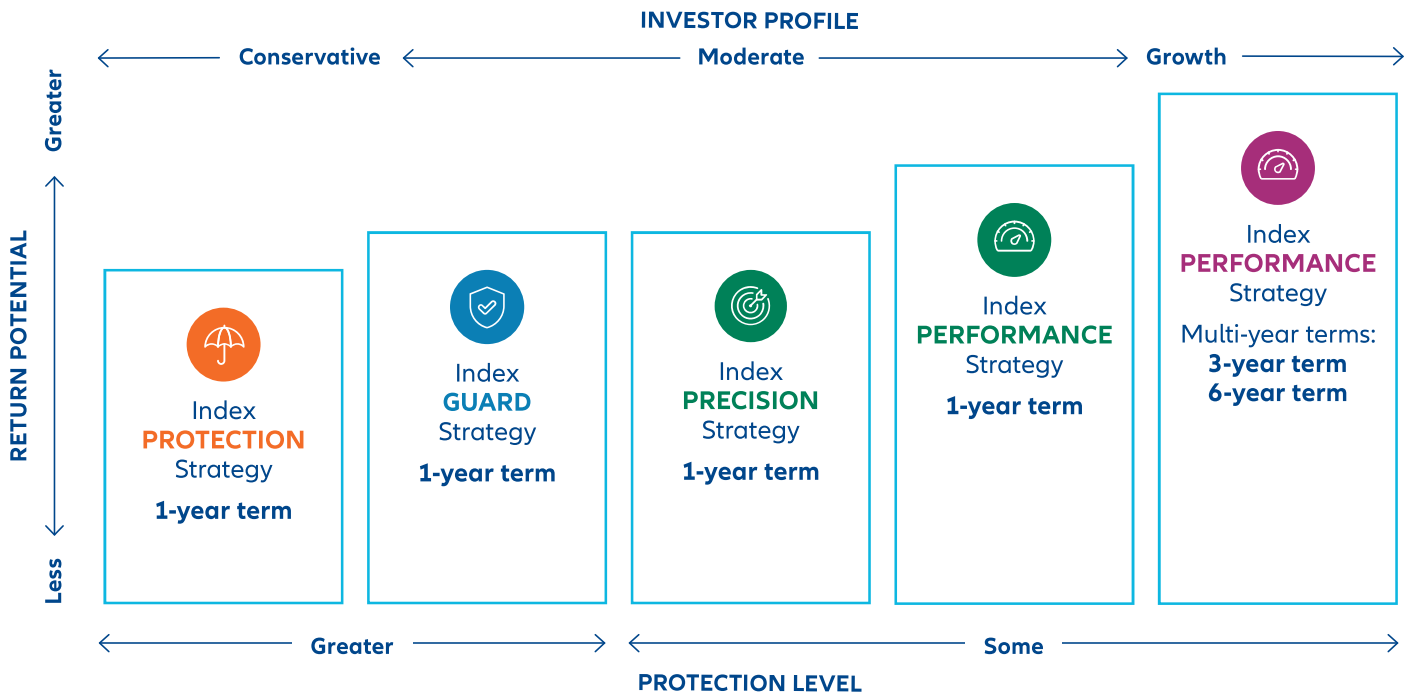 INVESTOR PROFILE
Conservative
Moderate
Growth
Greater
RETURN POTENTIAL
Less
Index
PROTECTION
Strategy
1-year term
Index
GUARD
Strategy
1-year term
Index
PRECISION
Strategy
1-year term
Index
PERFORMANCE
Strategy
1-year term
Index
PERFORMANCE
Strategy
Multi-year terms:
3-year term
6-year term
Greater
Some
PROTECTION LEVEL